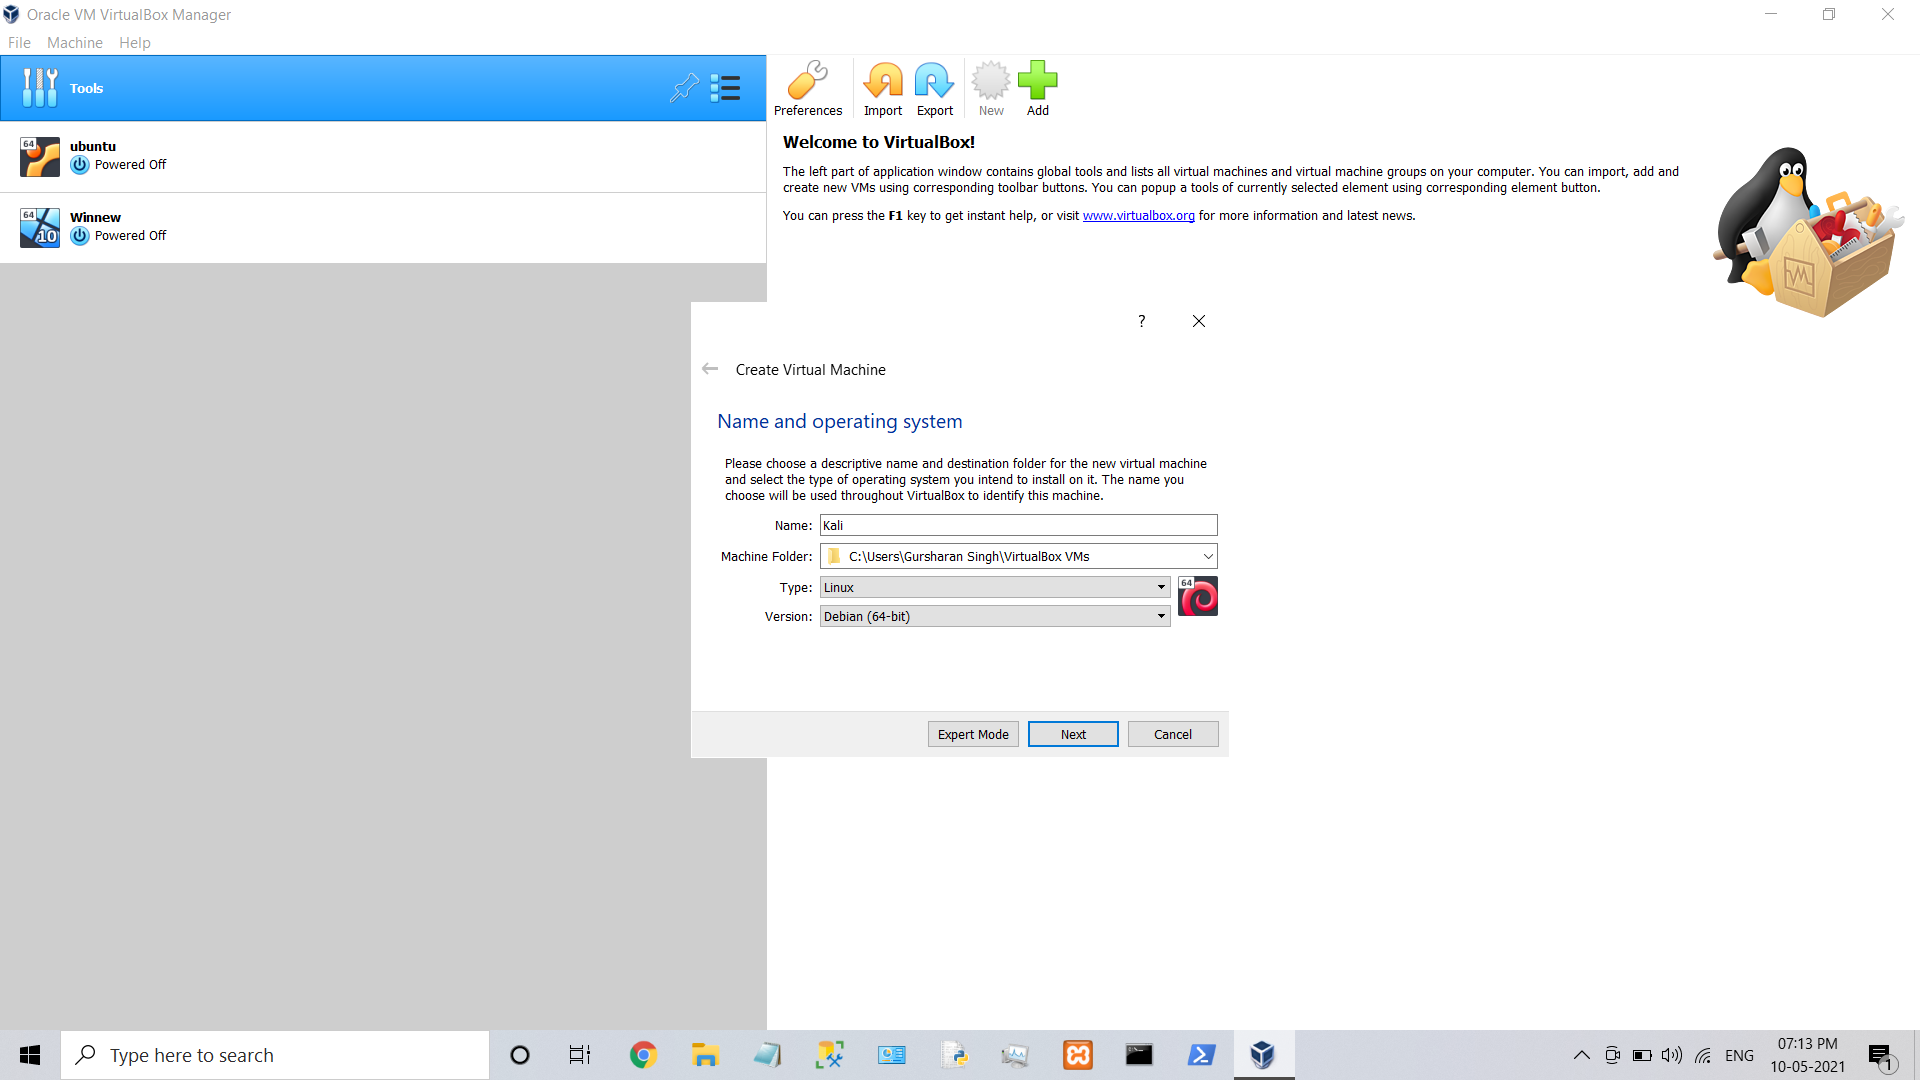 Oracle VM VirtualBox Manager
File Machine Help
Tools
64
ubuntu
Powered Off
64
10
Winnew
Powered Off
Preferences Import Export New Add
Welcome to VirtualBox!
The left part of application window contains global tools and lists all virtual machines and virtual machine groups on your computer. You can import, add and
create new VMs using corresponding toolbar buttons. You can popup a tools of currently selected element using corresponding element button.
You can press the F1 key to get instant help, or visit www.virtualbox.org for more information and latest news.
?
Create Virtual Machine
Name and operating system
Please choose a descriptive name and destination folder for the new virtual machine
and select the type of operating system you intend to install on it. The name you
choose will be used throughout VirtualBox to identify this machine.
Name: Kali
Machine Folder: C:\Users\Gursharan Singh\VirtualBox VMs
Type: Linux
64
Version: Debian (64-bit)
Expert Mode Next Cancel
Type here to search
ENG
07:13 PM
10-05-2021
1